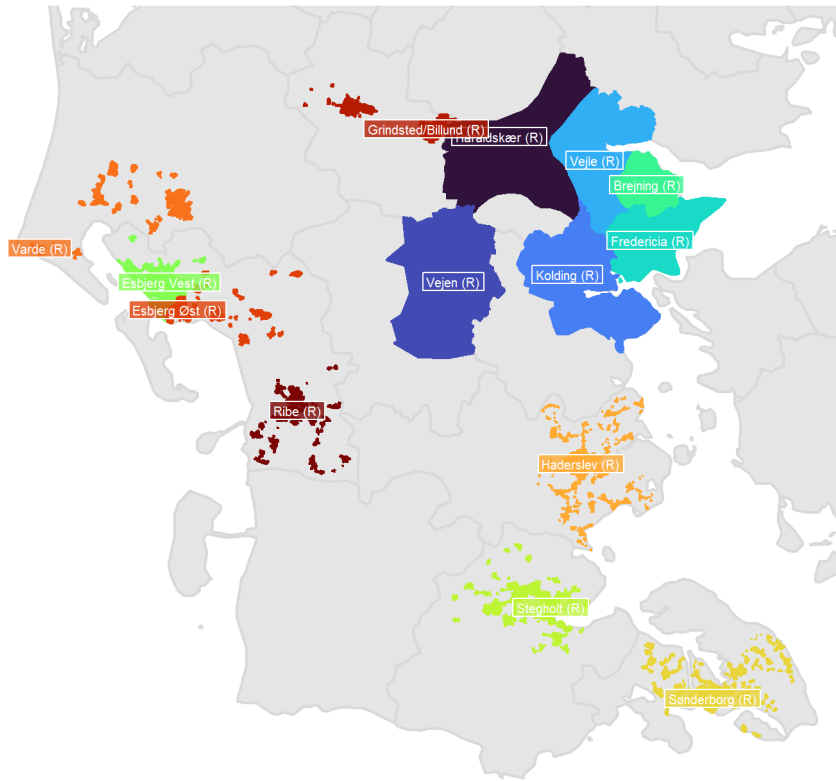 Grindsted/Billund (R)
Haraldskær (R)
Vejle (R)
Brejning (R)
Fredericia (R)
Varde (R)
Kolding (R)
Esbjerg Vest (R)
Vejen (R)
Esbjerg Øst (R)
Ribe (R)
Haderslev (R)
Stegholt (R)
Sønderborg (R)